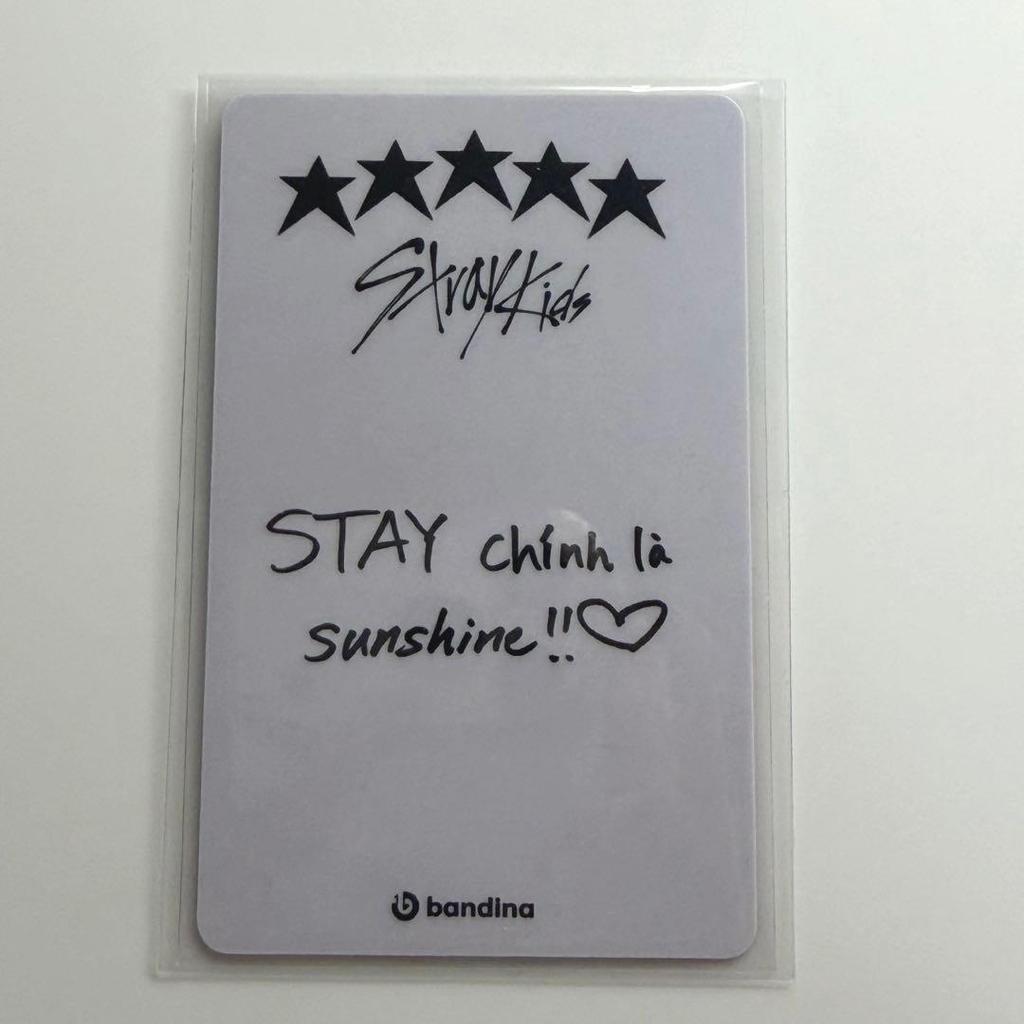 ★★★★★
Stray Kids
STAY chính là
sunshine!!♡
bandina